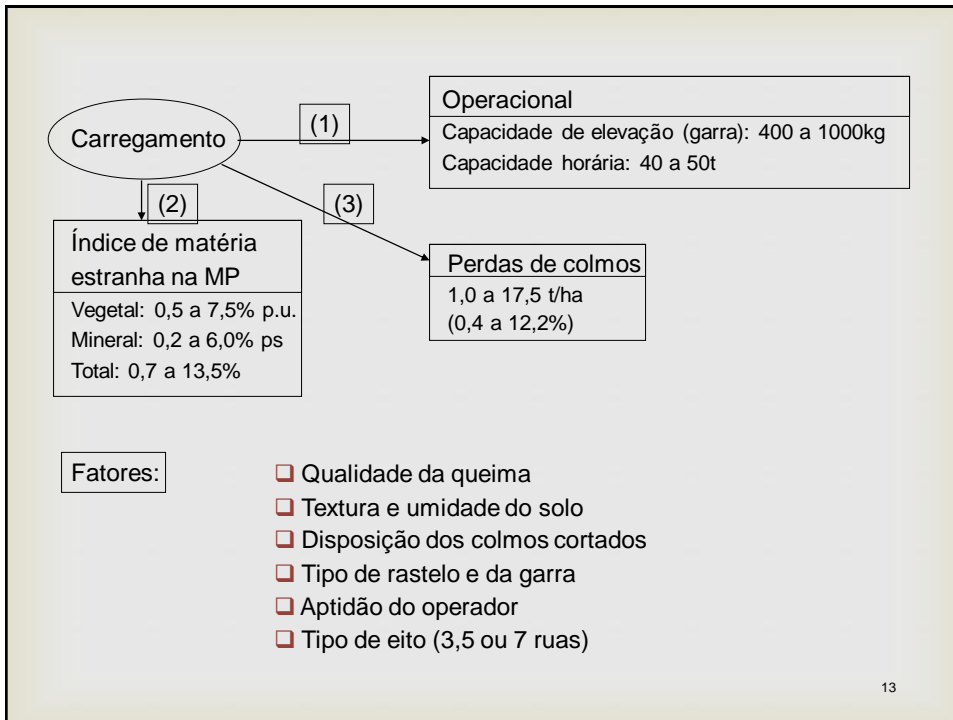 Carregamento
(1)
Operacional
Capacidade de elevação (garra): 400 a 1000kg
Capacidade horária: 40 a 50t
(2)
Índice de matéria
estranha na MP
Vegetal: 0,5 a 7,5% p.u.
Mineral: 0,2 a 6,0% ps
Total: 0,7 a 13,5%
(3)
Perdas de colmos
1,0 a 17,5 t/ha
(0,4 a 12,2%)
Fatores:
Qualidade da queima
Textura e umidade do solo
Disposição dos colmos cortados
Tipo de rastelo e da garra
Aptidão do operador
Tipo de eito (3,5 ou 7 ruas)
13